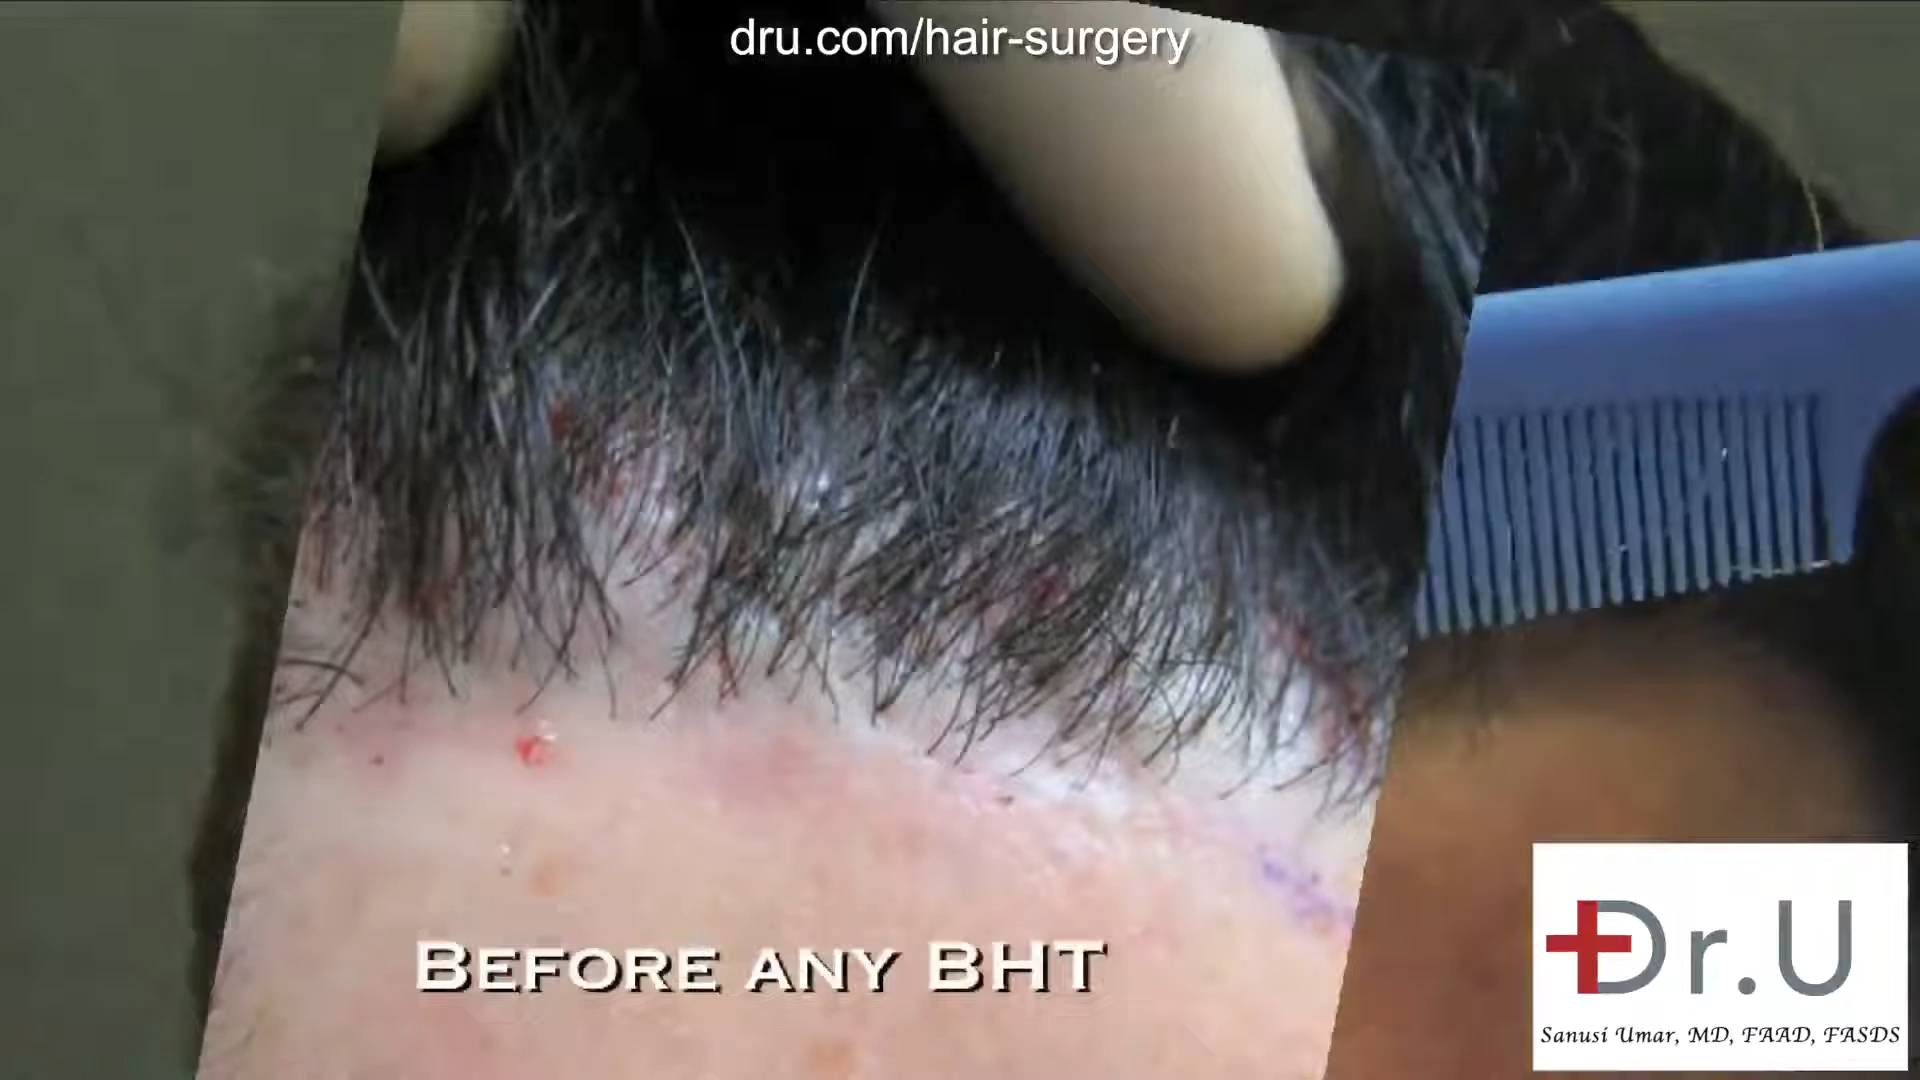 dru.com/hair-surgery
Before any BHT
Dr.U
Sanusi Umar, MD, FAAD, FASDS